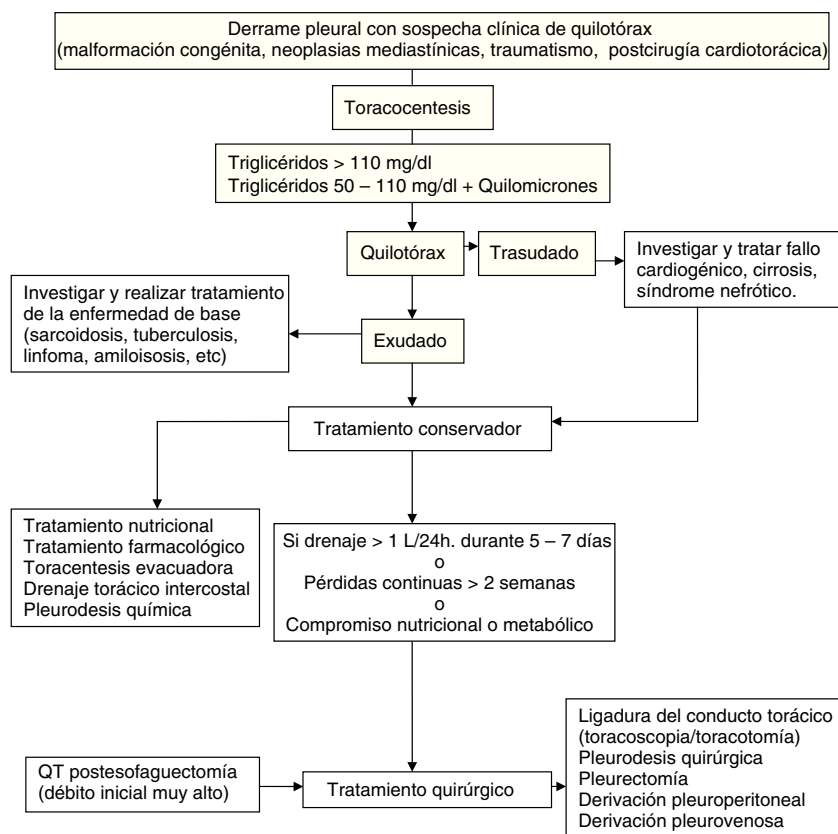 Derrame pleural con sospecha clínica de quilotórax
(malformación congénita, neoplasias mediastínicas, traumatismo, postcirugía cardiotorácica)
Toracocentesis
Triglicéridos > 110 mg/dl
Triglicéridos 50 – 110 mg/dl + Quilomicrones
Quilotórax
Trasudado
Investigar y tratar fallo
cardiogénico, cirrosis,
síndrome nefrótico.
Investigar y realizar tratamiento
de la enfermedad de base
(sarcoidosis, tuberculosis,
linfoma, amiloisosis, etc)
Exudado
Tratamiento conservador
Tratamiento nutricional
Tratamiento farmacológico
Toracentesis evacuadora
Drenaje torácico intercostal
Pleurodesis química
Si drenaje > 1 L/24h. durante 5 – 7 días
o
Pérdidas continuas > 2 semanas
o
Compromiso nutricional o metabólico
QT postesofaguectomía
(débito inicial muy alto)
Tratamiento quirúrgico
Ligadura del conducto torácico
(toracoscopia/toracotomía)
Pleurodesis quirúrgica
Pleurectomía
Derivación pleuroperitoneal
Derivación pleurovenosa